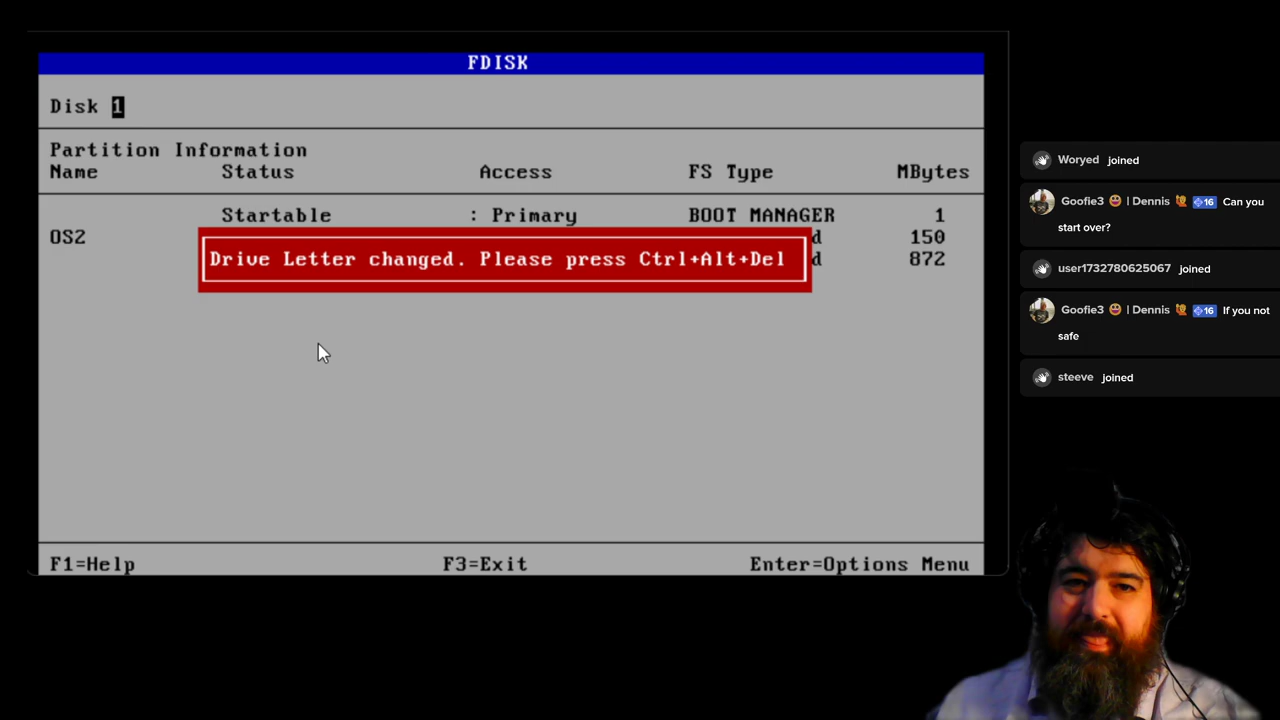 FDISK
Disk 1
Partition Information
Name Status Access FS Type MBytes
Startable : Primary BOOT MANAGER 1
OS2 d 150
Drive Letter changed. Please press Ctrl+Alt+Del d 872
F1=Help F3=Exit Enter=Options Menu
Woryed joined
Goofie3 😃 | Dennis 🙋 16 Can you
start over?
user1732780625067 joined
Goofie3 😃 | Dennis 🙋 16 If you not
safe
steeve joined